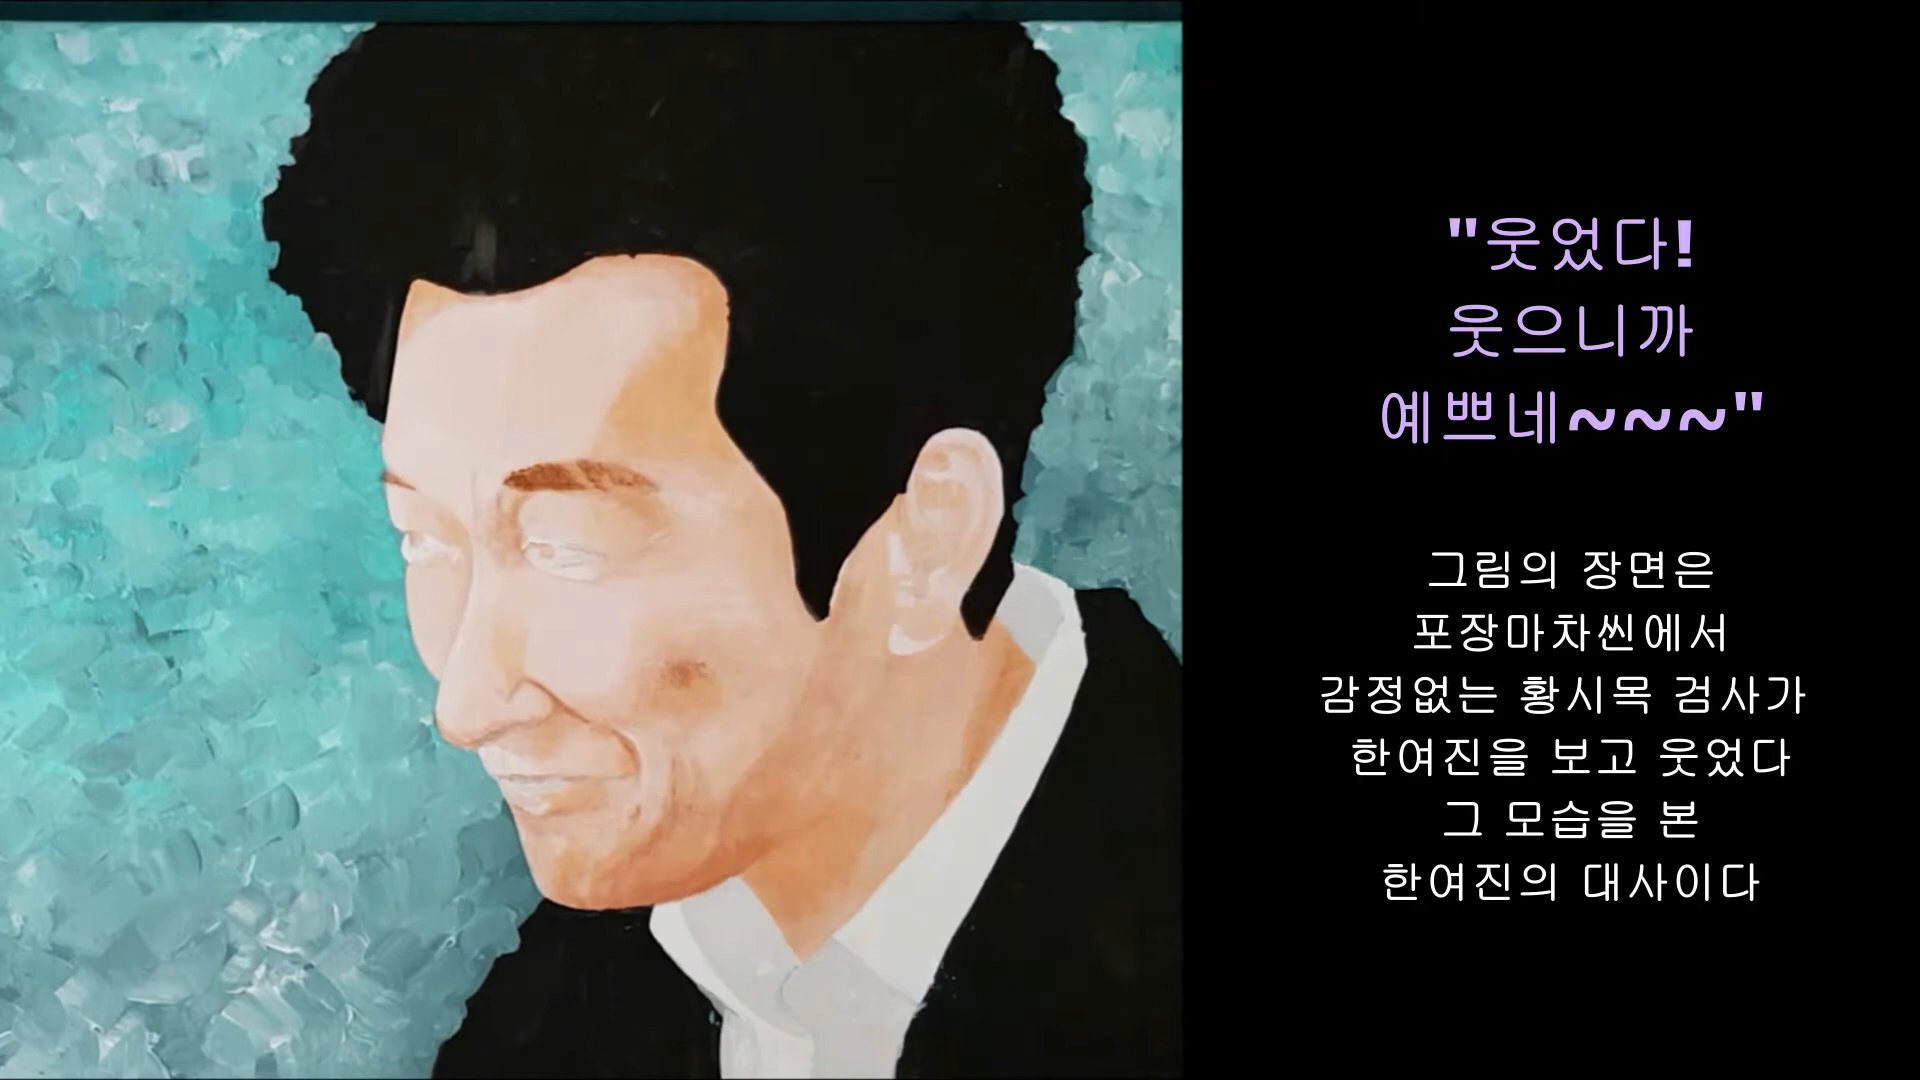 "웃었다!
웃으니까
예쁘네~~~"
그림의 장면은
포장마차씬에서
감정없는 황시목 검사가
한여진을 보고 웃었다
그 모습을 본
한여진의 대사이다